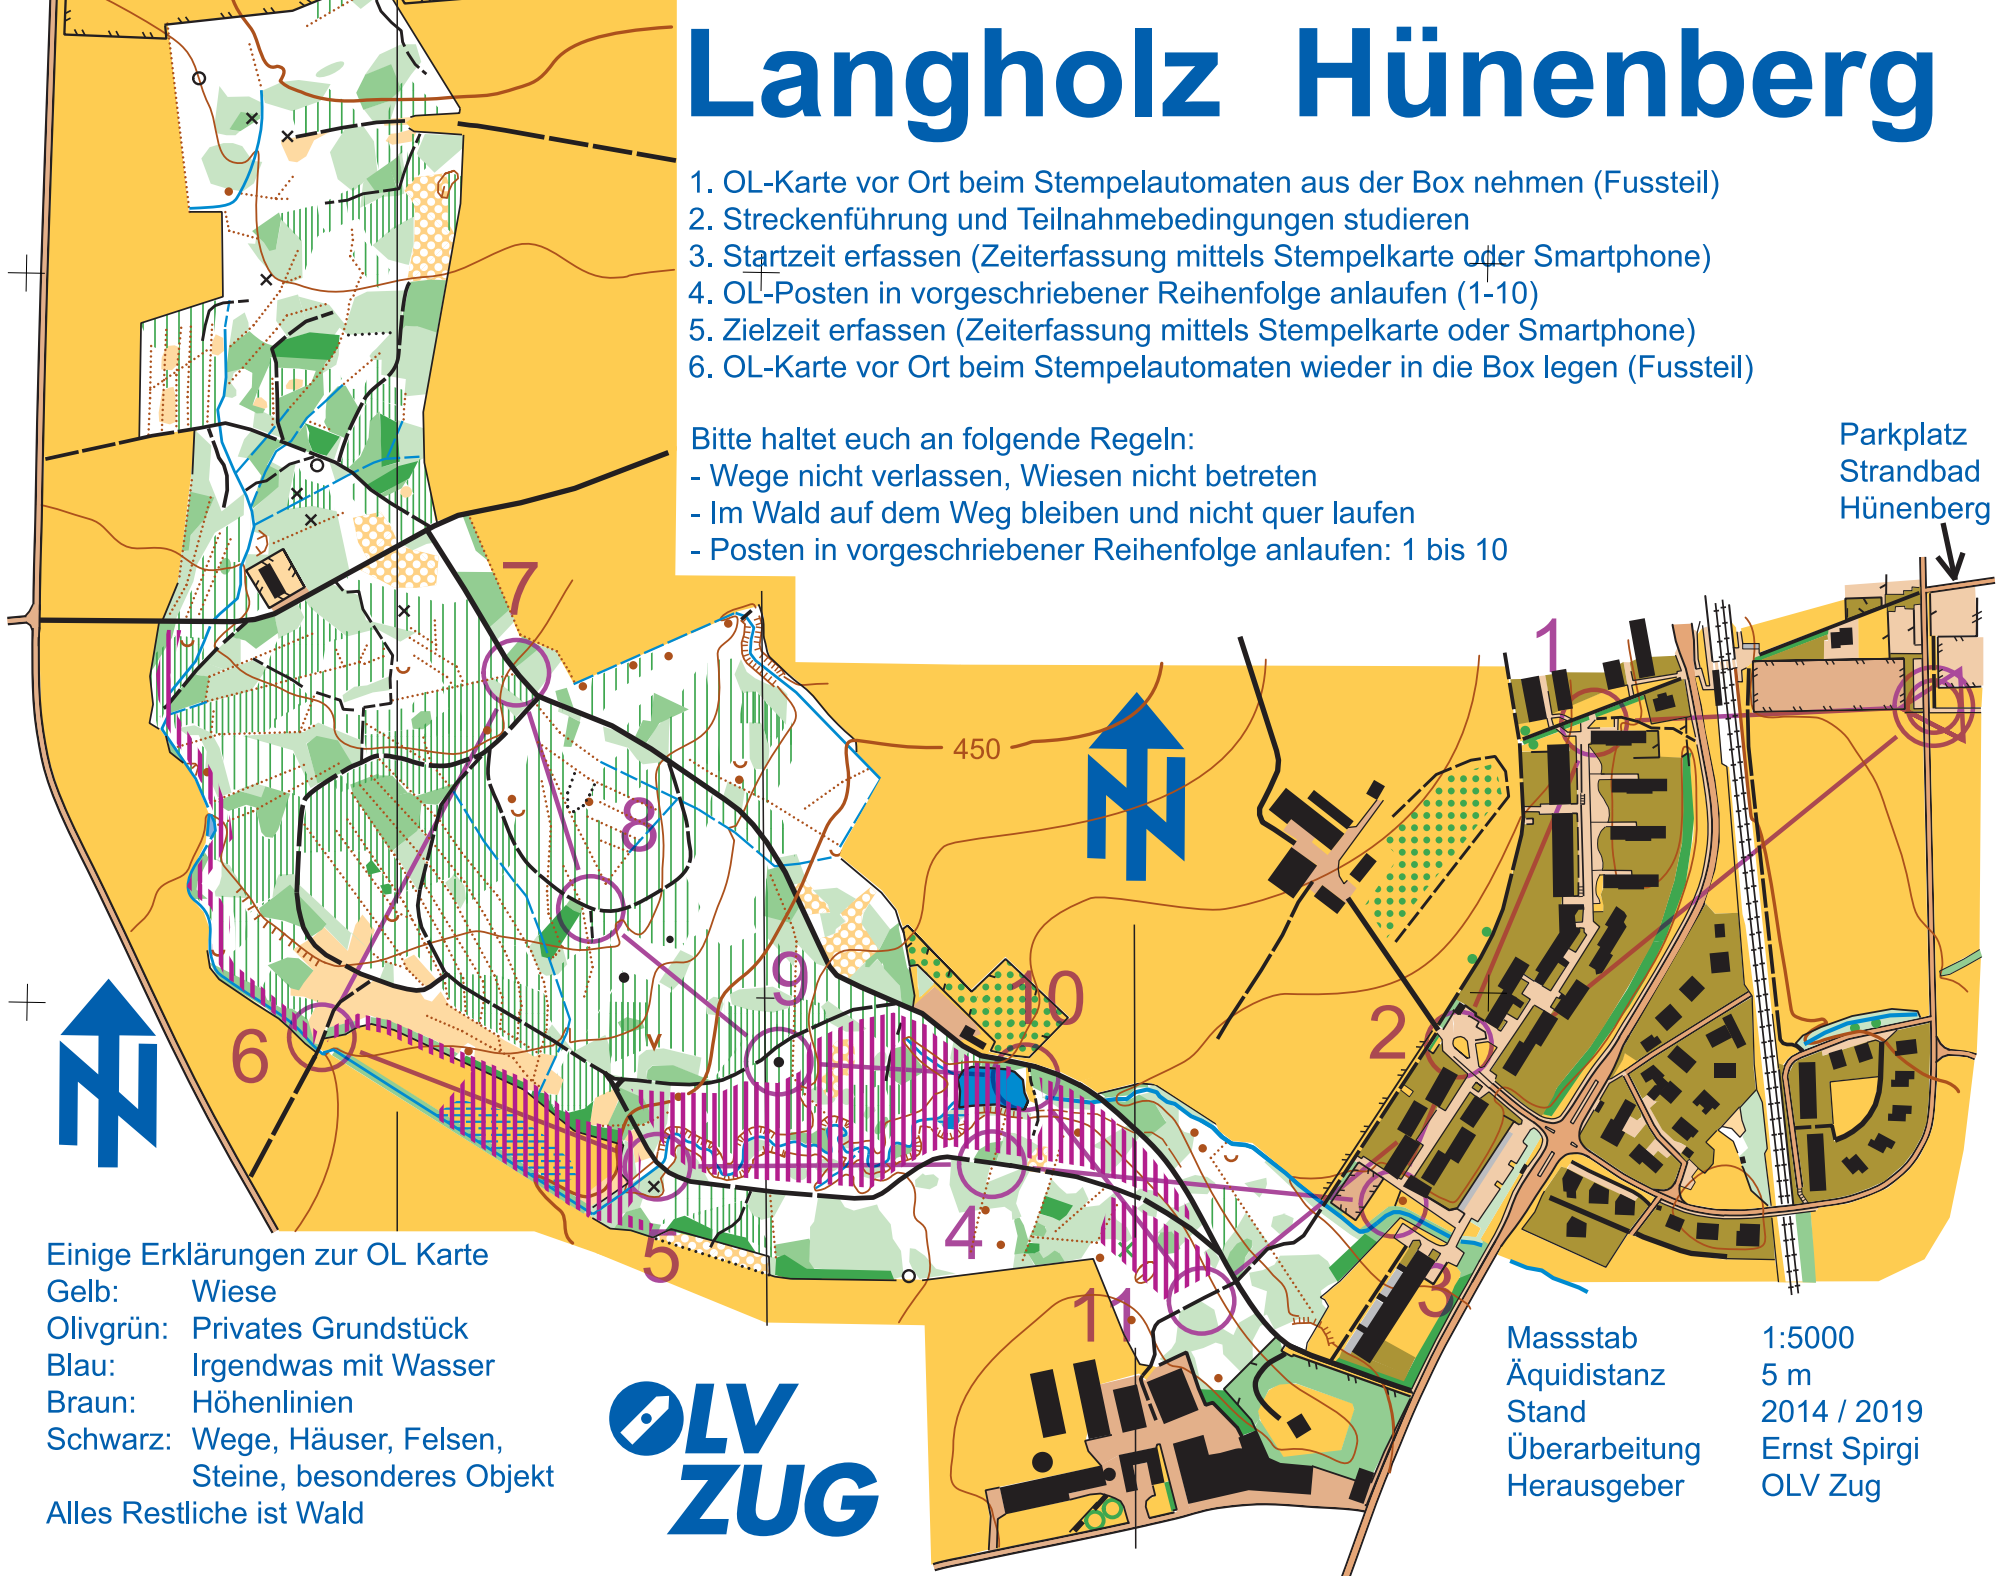 Langholz Hünenberg
1. OL-Karte vor Ort beim Stempelautomaten aus der Box nehmen (Fussteil)
2. Streckenführung und Teilnahmebedingungen studieren
3. Startzeit erfassen (Zeiterfassung mittels Stempelkarte oder Smartphone)
4. OL-Posten in vorgeschriebener Reihenfolge anlaufen (1-10)
5. Zielzeit erfassen (Zeiterfassung mittels Stempelkarte oder Smartphone)
6. OL-Karte vor Ort beim Stempelautomaten wieder in die Box legen (Fussteil)
Bitte haltet euch an folgende Regeln:
- Wege nicht verlassen, Wiesen nicht betreten
- Im Wald auf dem Weg bleiben und nicht quer laufen
- Posten in vorgeschriebener Reihenfolge anlaufen: 1 bis 10
Parkplatz
Strandbad
Hünenberg
7
1
450
N
8
9
10
2
6
N
4
5
3
11
Einige Erklärungen zur OL Karte
Gelb: Wiese
Olivgrün: Privates Grundstück
Blau: Irgendwas mit Wasser
Braun: Höhenlinien
Schwarz: Wege, Häuser, Felsen,
Steine, besonderes Objekt
Alles Restliche ist Wald
OLV
ZUG
Massstab 1:5000
Äquidistanz 5 m
Stand 2014 / 2019
Überarbeitung Ernst Spirgi
Herausgeber OLV Zug